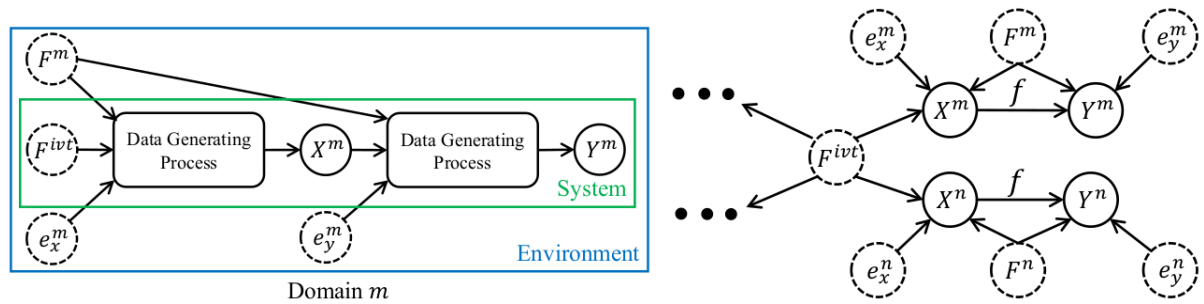 F^m
F^ivt
Data Generating
Process
X^m
Data Generating
Process
Y^m
System
e_x^m
e_y^m
Environment
Domain m
e_x^m
F^m
e_y^m
X^m
f
Y^m
F^ivt
X^n
f
Y^n
e_x^n
F^n
e_y^n